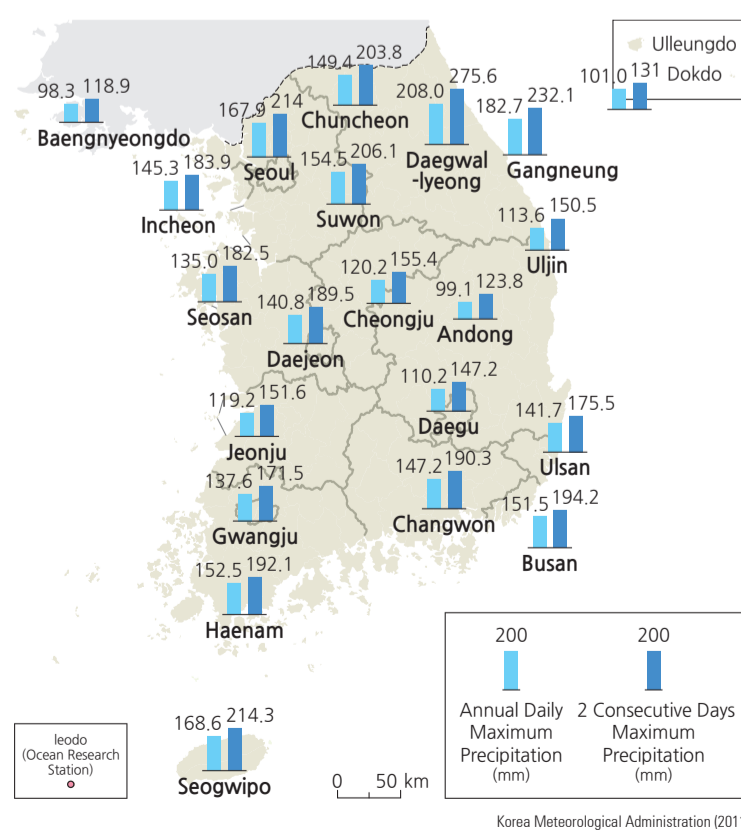 Ulleungdo
Dokdo
101.0 131
149.4 203.8
Chuncheon
98.3 118.9
Baengnyeongdo
167.9 214
Seoul
208.0 275.6
Daegwal
-lyeong
182.7 232.1
Gangneung
145.3 183.9
Incheon
154.5 206.1
Suwon
113.6 150.5
Uljin
135.0 182.5
Seosan
120.2 155.4
Cheongju
99.1 123.8
Andong
140.8 189.5
Daejeon
110.2 147.2
Daegu
119.2 151.6
Jeonju
141.7 175.5
Ulsan
137.6 171.5
Gwangju
147.2 190.3
Changwon
151.5 194.2
Busan
152.5 192.1
Haenam
168.6 214.3
Seogwipo
Ieodo
(Ocean Research
Station)
0 50 km
200 200
Annual Daily
Maximum
Precipitation
(mm)
2 Consecutive Days
Maximum
Precipitation
(mm)
Korea Meteorological Administration (2011